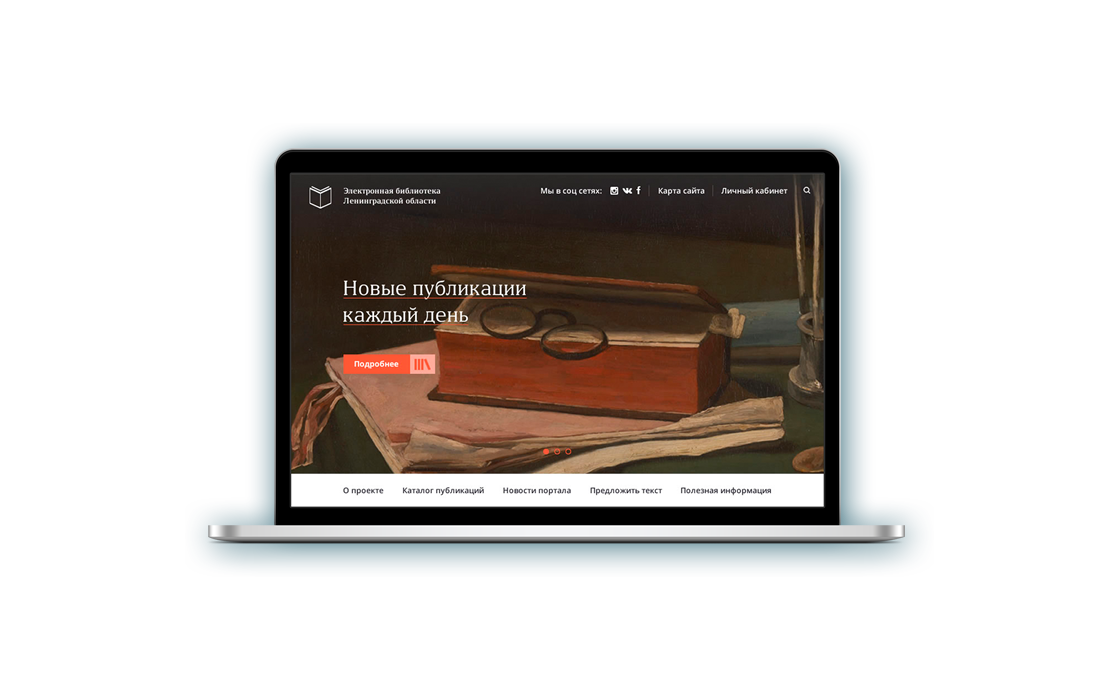 Электронная библиотека
Ленинградской области
Мы в соц сетях:
Карта сайта
Личный кабинет
Новые публикации
каждый день
Подробнее
О проекте
Каталог публикаций
Новости портала
Предложить текст
Полезная информация